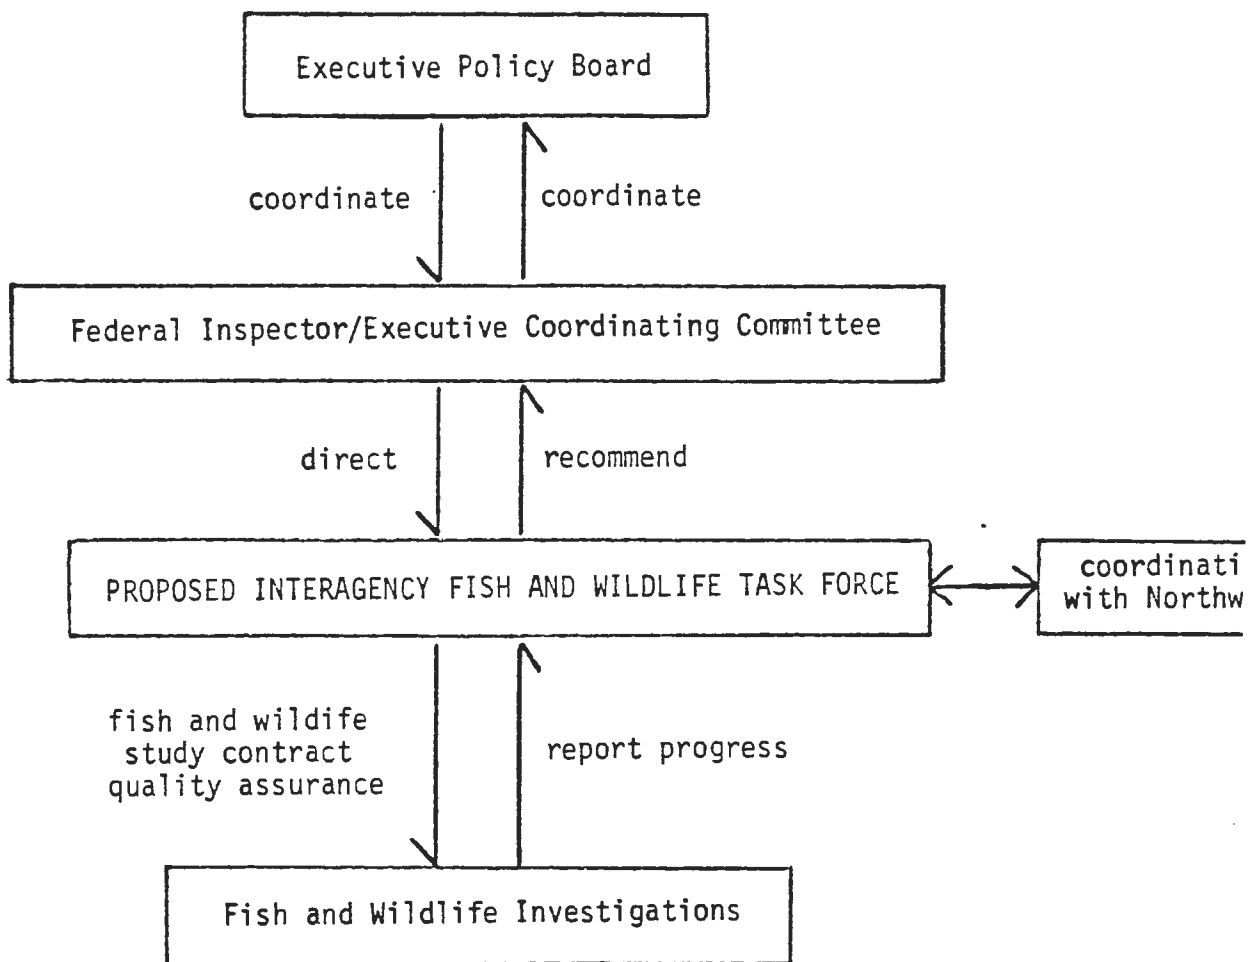 Executive Policy Board
coordinate
coordinate
Federal Inspector/Executive Coordinating Committee
direct
recommend
PROPOSED INTERAGENCY FISH AND WILDLIFE TASK FORCE
coordinati
with Northw
fish and wildife
study contract
quality assurance
report progress
Fish and Wildlife Investigations